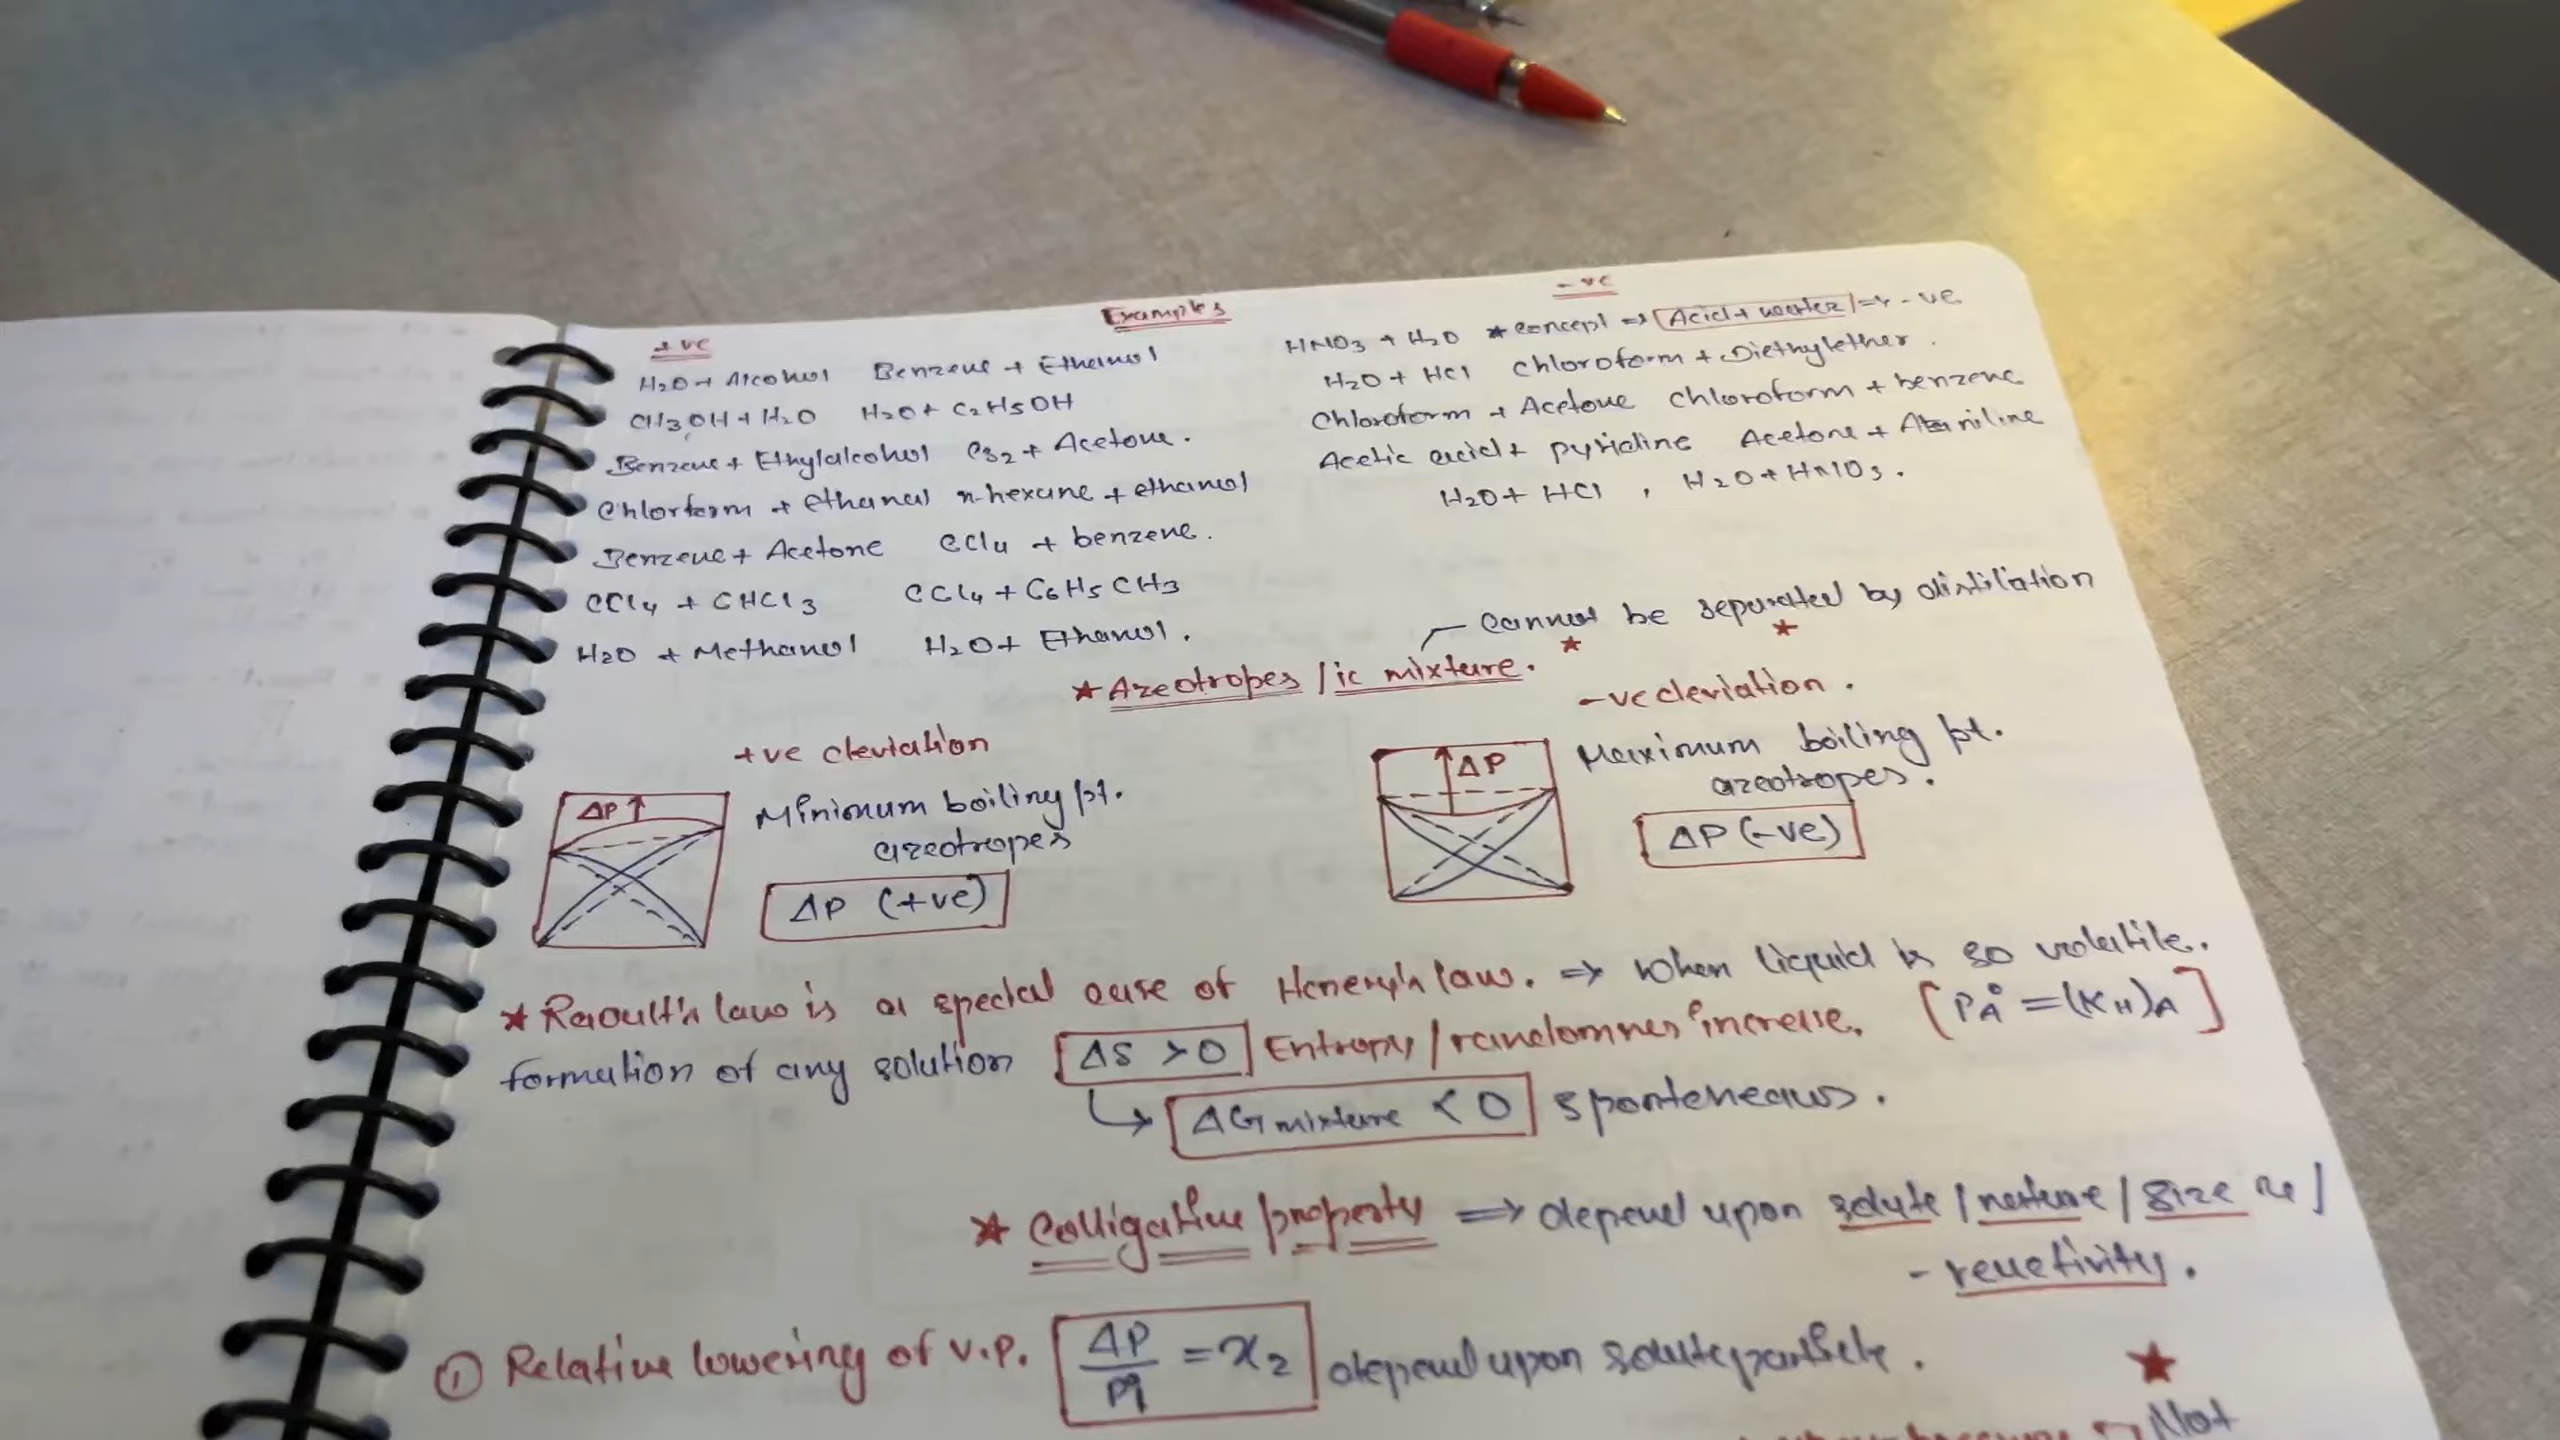 Examples
+ve
H₂O + Alcohol Benzene + Ethanol
CH3OH + H₂O H₂O + C₂H5OH
Benzene + Ethylalcohol CS₂ + Acetone.
Chlorform + ethanal n-hexane + ethanol
Benzene + Acetone CCl4 + benzene.
CCl4 + CHCl3 CCl4 + C6H5CH3
H2O + Methanol H₂O + Ethanol.
-ve
HNO3 + H₂O * concept ⇒ Acid + water ⇒ -ve
H₂O + HCl Chloroform + Diethylether.
Chloroform + Acetone Chloroform + benzene
Acetic acid + pyridine Acetone + Aniline
H₂O + HCl , H₂O + HNO3.
cannot be separated by distilation
★ Azeotropes / ic mixture.
+ve deviation
ΔP ↑
Minimum boiling pt.
azeotropes
ΔP (+ve)
-ve deviation.
↑ ΔP
Maximum boiling pt.
azeotropes.
ΔP (-ve)
★ Raoult's law is a special case of Henery's law. ⇒ When liquid is so volatile.
[PA° = (KH)A]
formation of any solution ΔS > 0 Entropy / randomness increase.
↳ ΔG mixture < 0 sponteneous.
★ Colligative property ⇒ depend upon solute / nature / size
- reactivity.
① Relative lowering of v.p. ΔP/P° = x2 depend upon solute particle.
★
Not